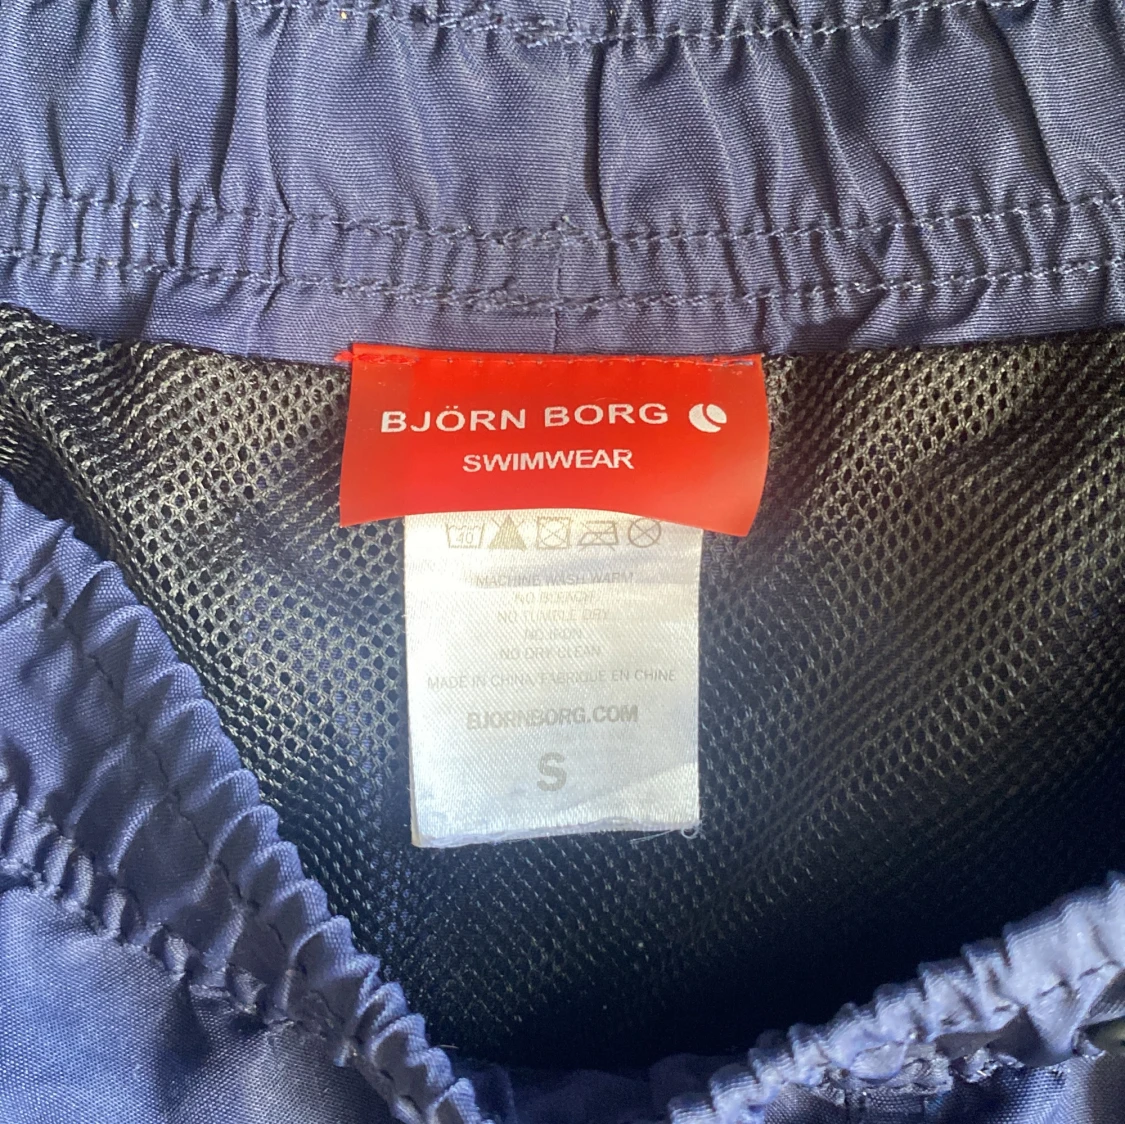 BJÖRN BORG
SWIMWEAR
40
MACHINE WASH WARM
NO BLEACH
NO TUMBLE DRY
NO IRON
NO DRY CLEAN
MADE IN CHINA/FABRIQUE EN CHINE
BJORNBORG.COM
S